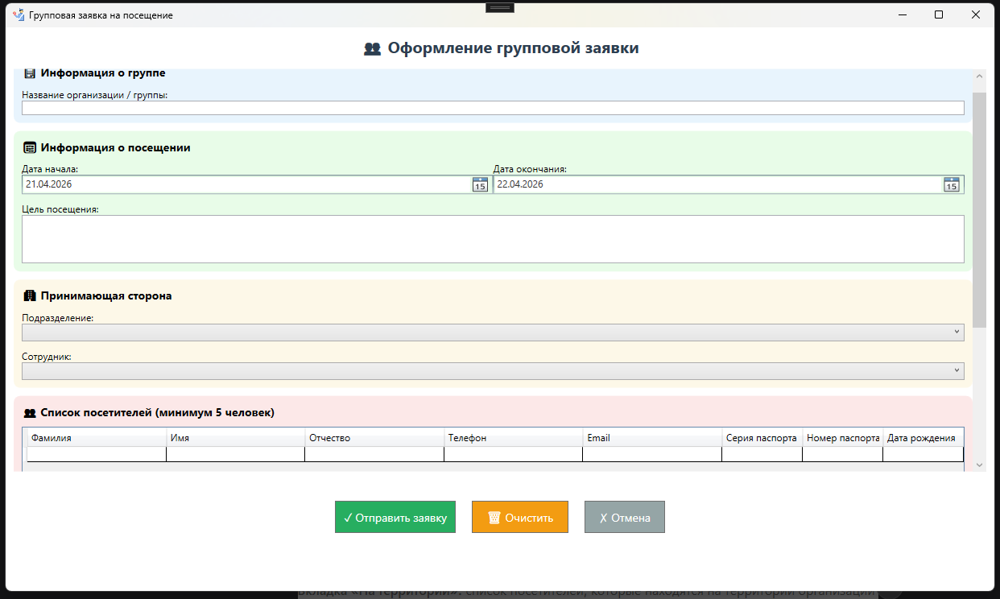 Групповая заявка на посещение
Оформление групповой заявки
Информация о группе
Название организации / группы:
Информация о посещении
Дата начала: Дата окончания:
21.04.2026 15 22.04.2026 15
Цель посещения:
Принимающая сторона
Подразделение:
Сотрудник:
Список посетителей (минимум 5 человек)
Фамилия Имя Отчество Телефон Email Серия паспорта Номер паспорта Дата рождения
✓ Отправить заявку Очистить ✗ Отмена
Вкладка «На территории»: список посетителей, которые находятся на территории организации